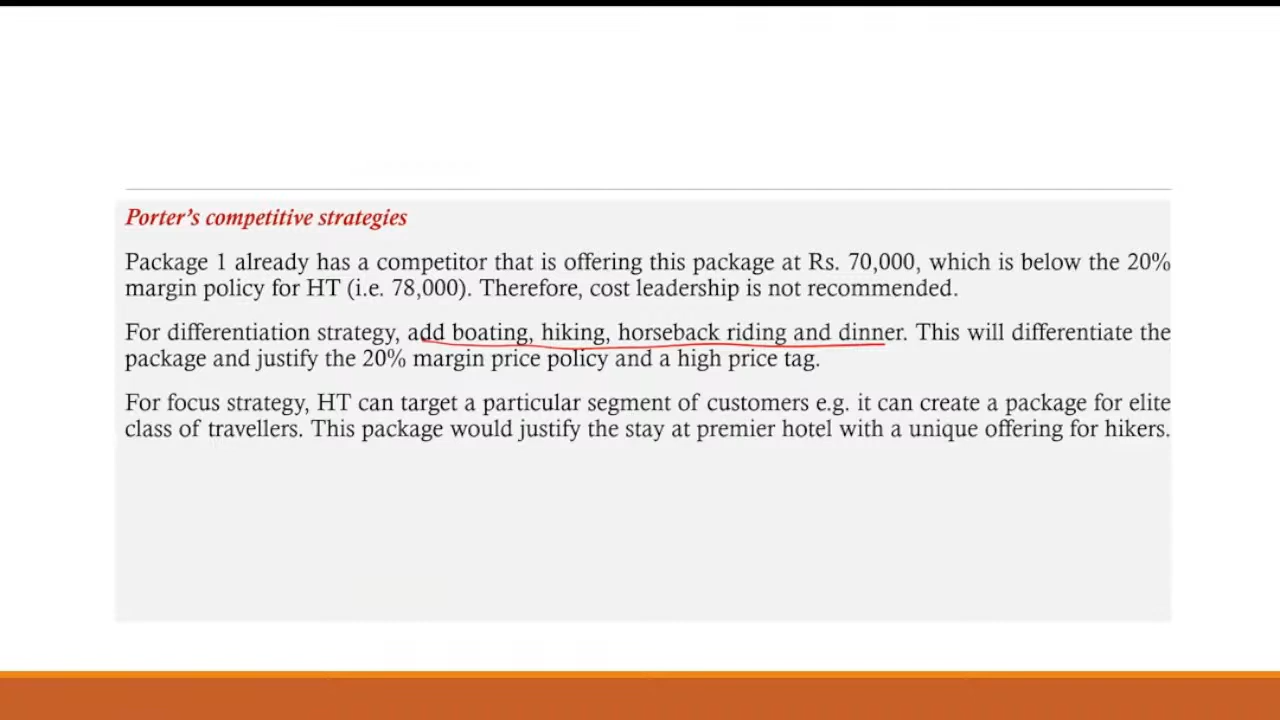 Porter's competitive strategies
Package 1 already has a competitor that is offering this package at Rs. 70,000, which is below the 20%
margin policy for HT (i.e. 78,000). Therefore, cost leadership is not recommended.
For differentiation strategy, add boating, hiking, horseback riding and dinner. This will differentiate the
package and justify the 20% margin price policy and a high price tag.
For focus strategy, HT can target a particular segment of customers e.g. it can create a package for elite
class of travellers. This package would justify the stay at premier hotel with a unique offering for hikers.